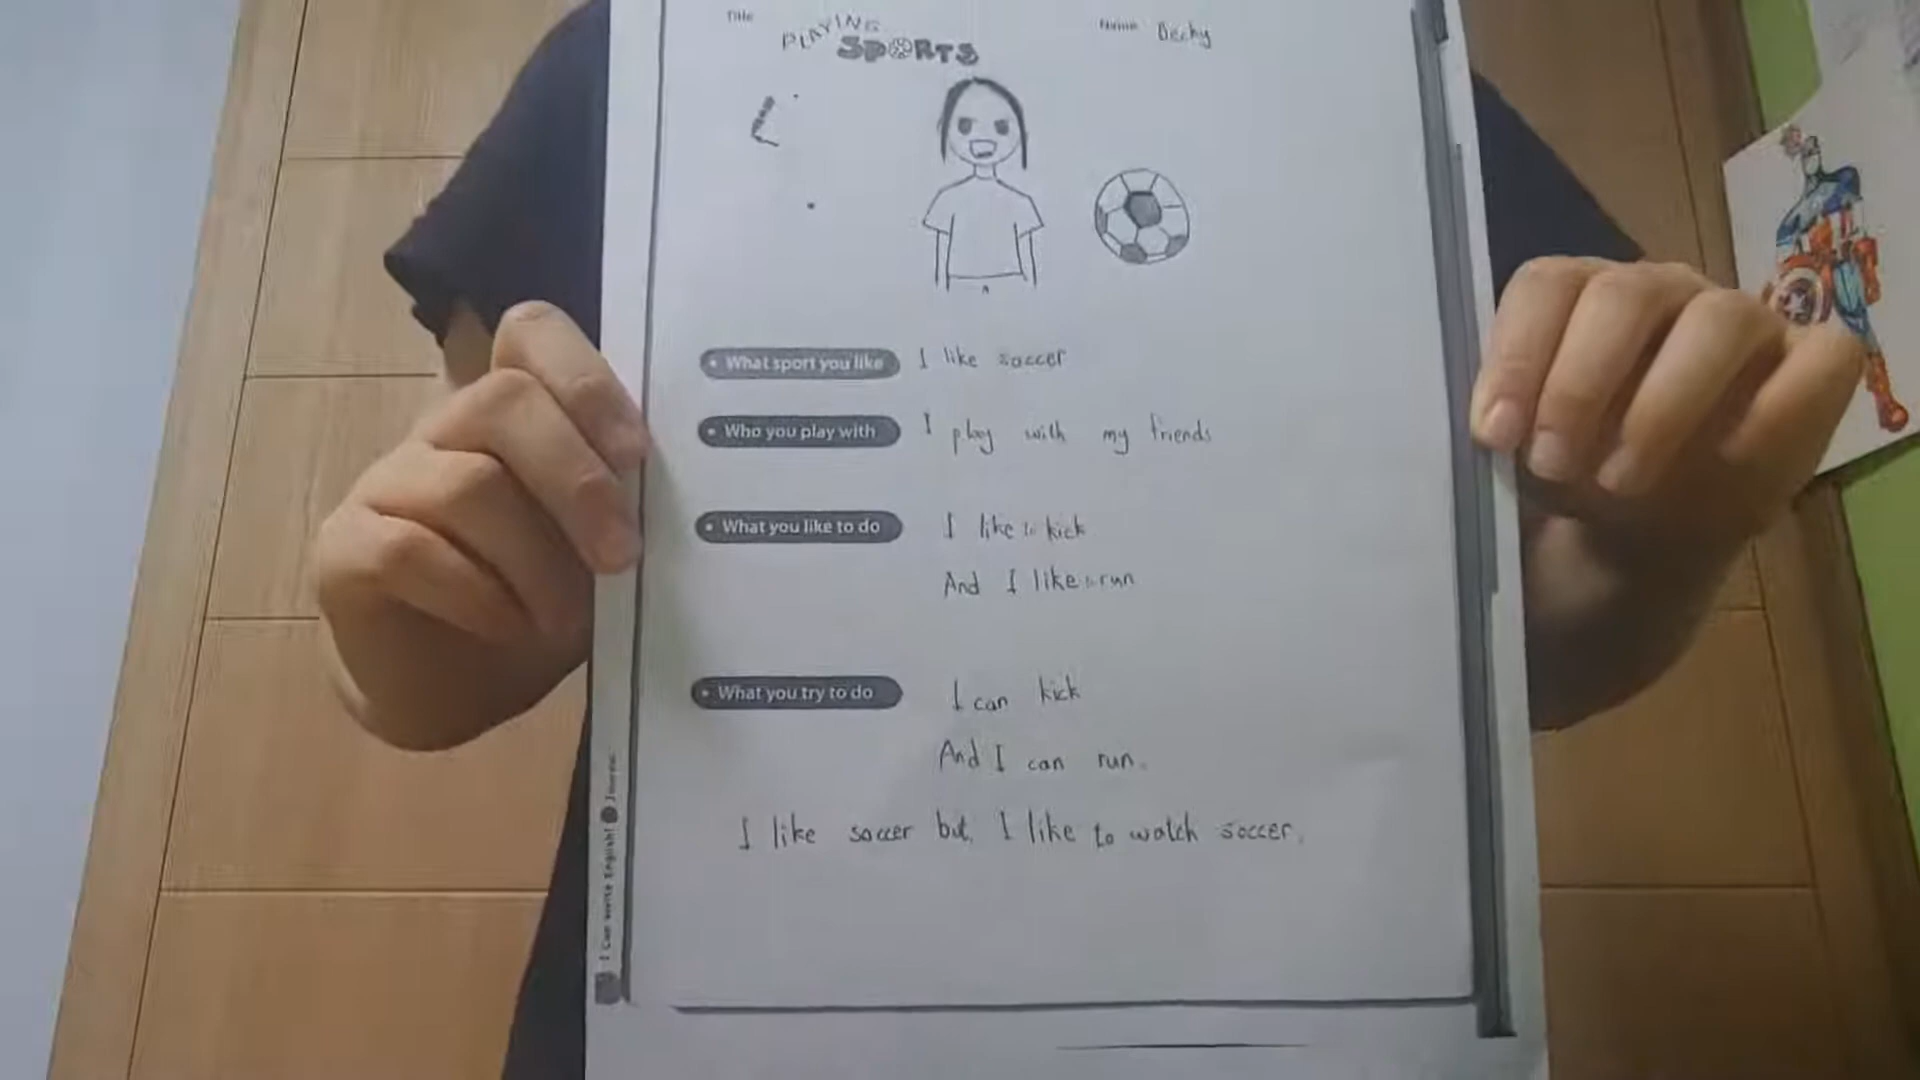 Title PLAYING SPORTS Name Becky
What sport you like I like soccer
Who you play with I play with my friends
What you like to do I like to kick
And I like to run
What you try to do I can kick
And I can run.
I like soccer but I like to watch soccer.
I Can Write English! Journal